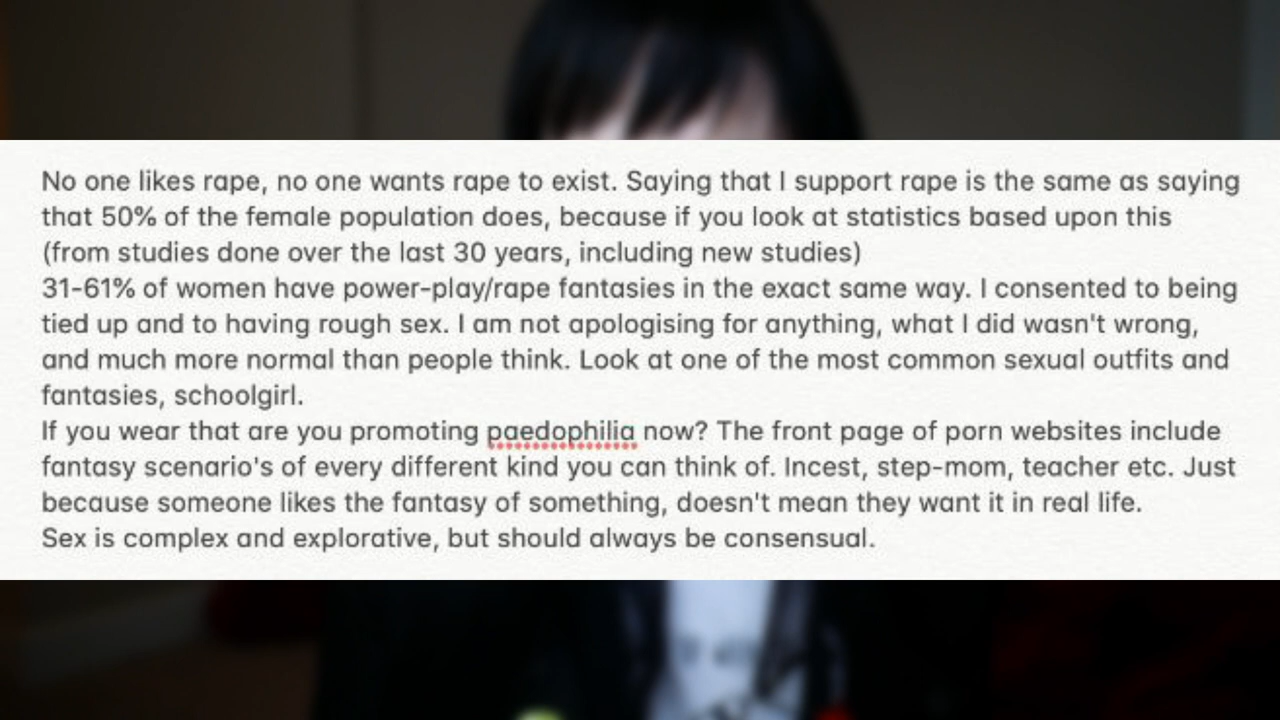 No one likes rape, no one wants rape to exist. Saying that I support rape is the same as saying
that 50% of the female population does, because if you look at statistics based upon this
(from studies done over the last 30 years, including new studies)
31-61% of women have power-play/rape fantasies in the exact same way. I consented to being
tied up and to having rough sex. I am not apologising for anything, what I did wasn't wrong,
and much more normal than people think. Look at one of the most common sexual outfits and
fantasies, schoolgirl.
If you wear that are you promoting paedophilia now? The front page of porn websites include
fantasy scenario's of every different kind you can think of. Incest, step-mom, teacher etc. Just
because someone likes the fantasy of something, doesn't mean they want it in real life.
Sex is complex and explorative, but should always be consensual.